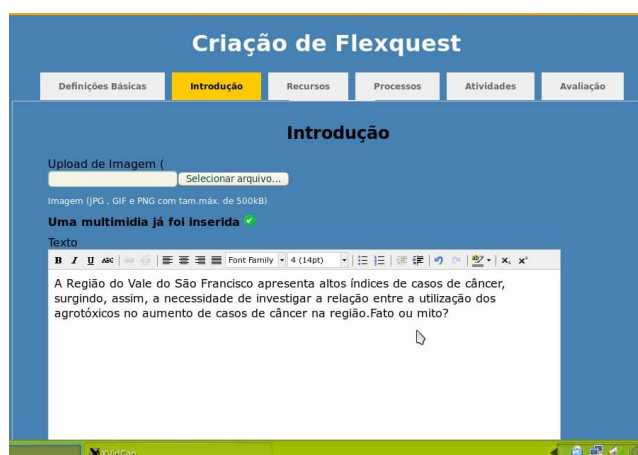 Criação de Flexquest
Definições Básicas Introdução Recursos Processos Atividades Avaliação
Introdução
Upload de Imagem (
Selecionar arquivo...
Imagem (JPG , GIF e PNG com tam.máx. de 500kB)
Uma multimidia já foi inserida
Texto
B I U ABC Font Family 4 (14pt)
A Região do Vale do São Francisco apresenta altos índices de casos de câncer,
surgindo, assim, a necessidade de investigar a relação entre a utilização dos
agrotóxicos no aumento de casos de câncer na região.Fato ou mito?
XVidCap